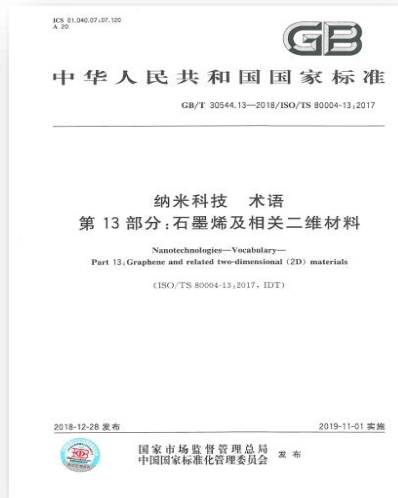 ICS 01.040.07;07.120
A 20
GB
中华人民共和国国家标准
GB/T 30544.13—2018/ISO/TS 80004-13:2017
纳米科技 术语
第 13 部分:石墨烯及相关二维材料
Nanotechnologies—Vocabulary—
Part 13:Graphene and related two-dimensional (2D) materials
(ISO/TS 80004-13:2017, IDT)
2018-12-28 发布
2019-11-01 实施
国家市场监督管理总局
中国国家标准化管理委员会
发布